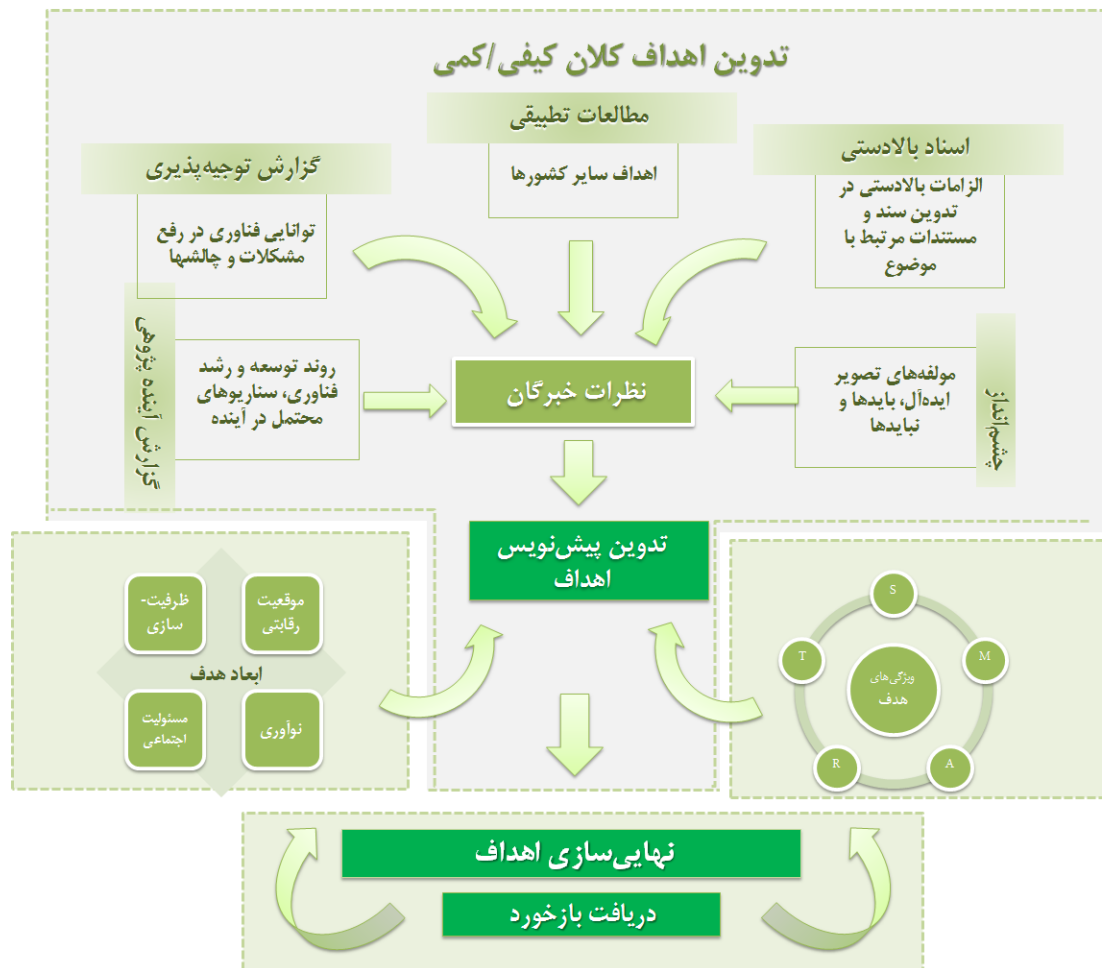 تدوین اهداف کلان کیفی/کمی
اسناد بالادستی
الزامات بالادستی در
تدوین سند و
مستندات مرتبط با
موضوع
مطالعات تطبیقی
اهداف سایر کشورها
گزارش توجیه‌پذیری
توانایی فناوری در رفع
مشکلات و چالشها
چشم‌انداز
مولفه‌های تصویر
ایده‌آل، بایدها و
نبایدها
نظرات خبرگان
گزارش آینده پژوهی
روند توسعه و رشد
فناوری، سناریوهای
محتمل در آینده
تدوین پیش‌نویس
اهداف
ویژگی‌های
هدف
S
M
A
R
T
ابعاد هدف
موقعیت
رقابتی
ظرفیت-
سازی
نوآوری
مسئولیت
اجتماعی
نهایی‌سازی اهداف
دریافت بازخورد